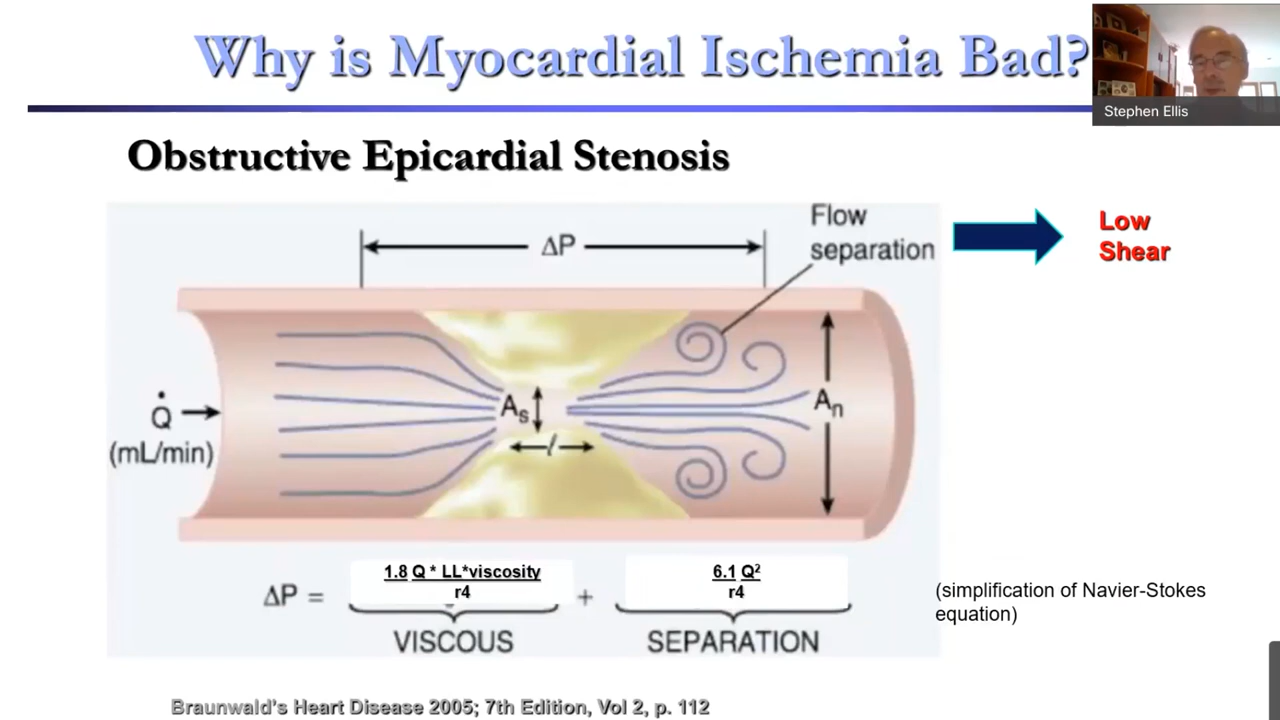 Why is Myocardial Ischemia Bad?
Stephen Ellis
Obstructive Epicardial Stenosis
Flow
separation
Low
Shear
ΔP
Q̇
(mL/min)
As
l
An
ΔP = 1.8 Q * LL*viscosity
r4
+
6.1 Q²
r4
VISCOUS
SEPARATION
(simplification of Navier-Stokes
equation)
Braunwald's Heart Disease 2005; 7th Edition, Vol 2, p. 112